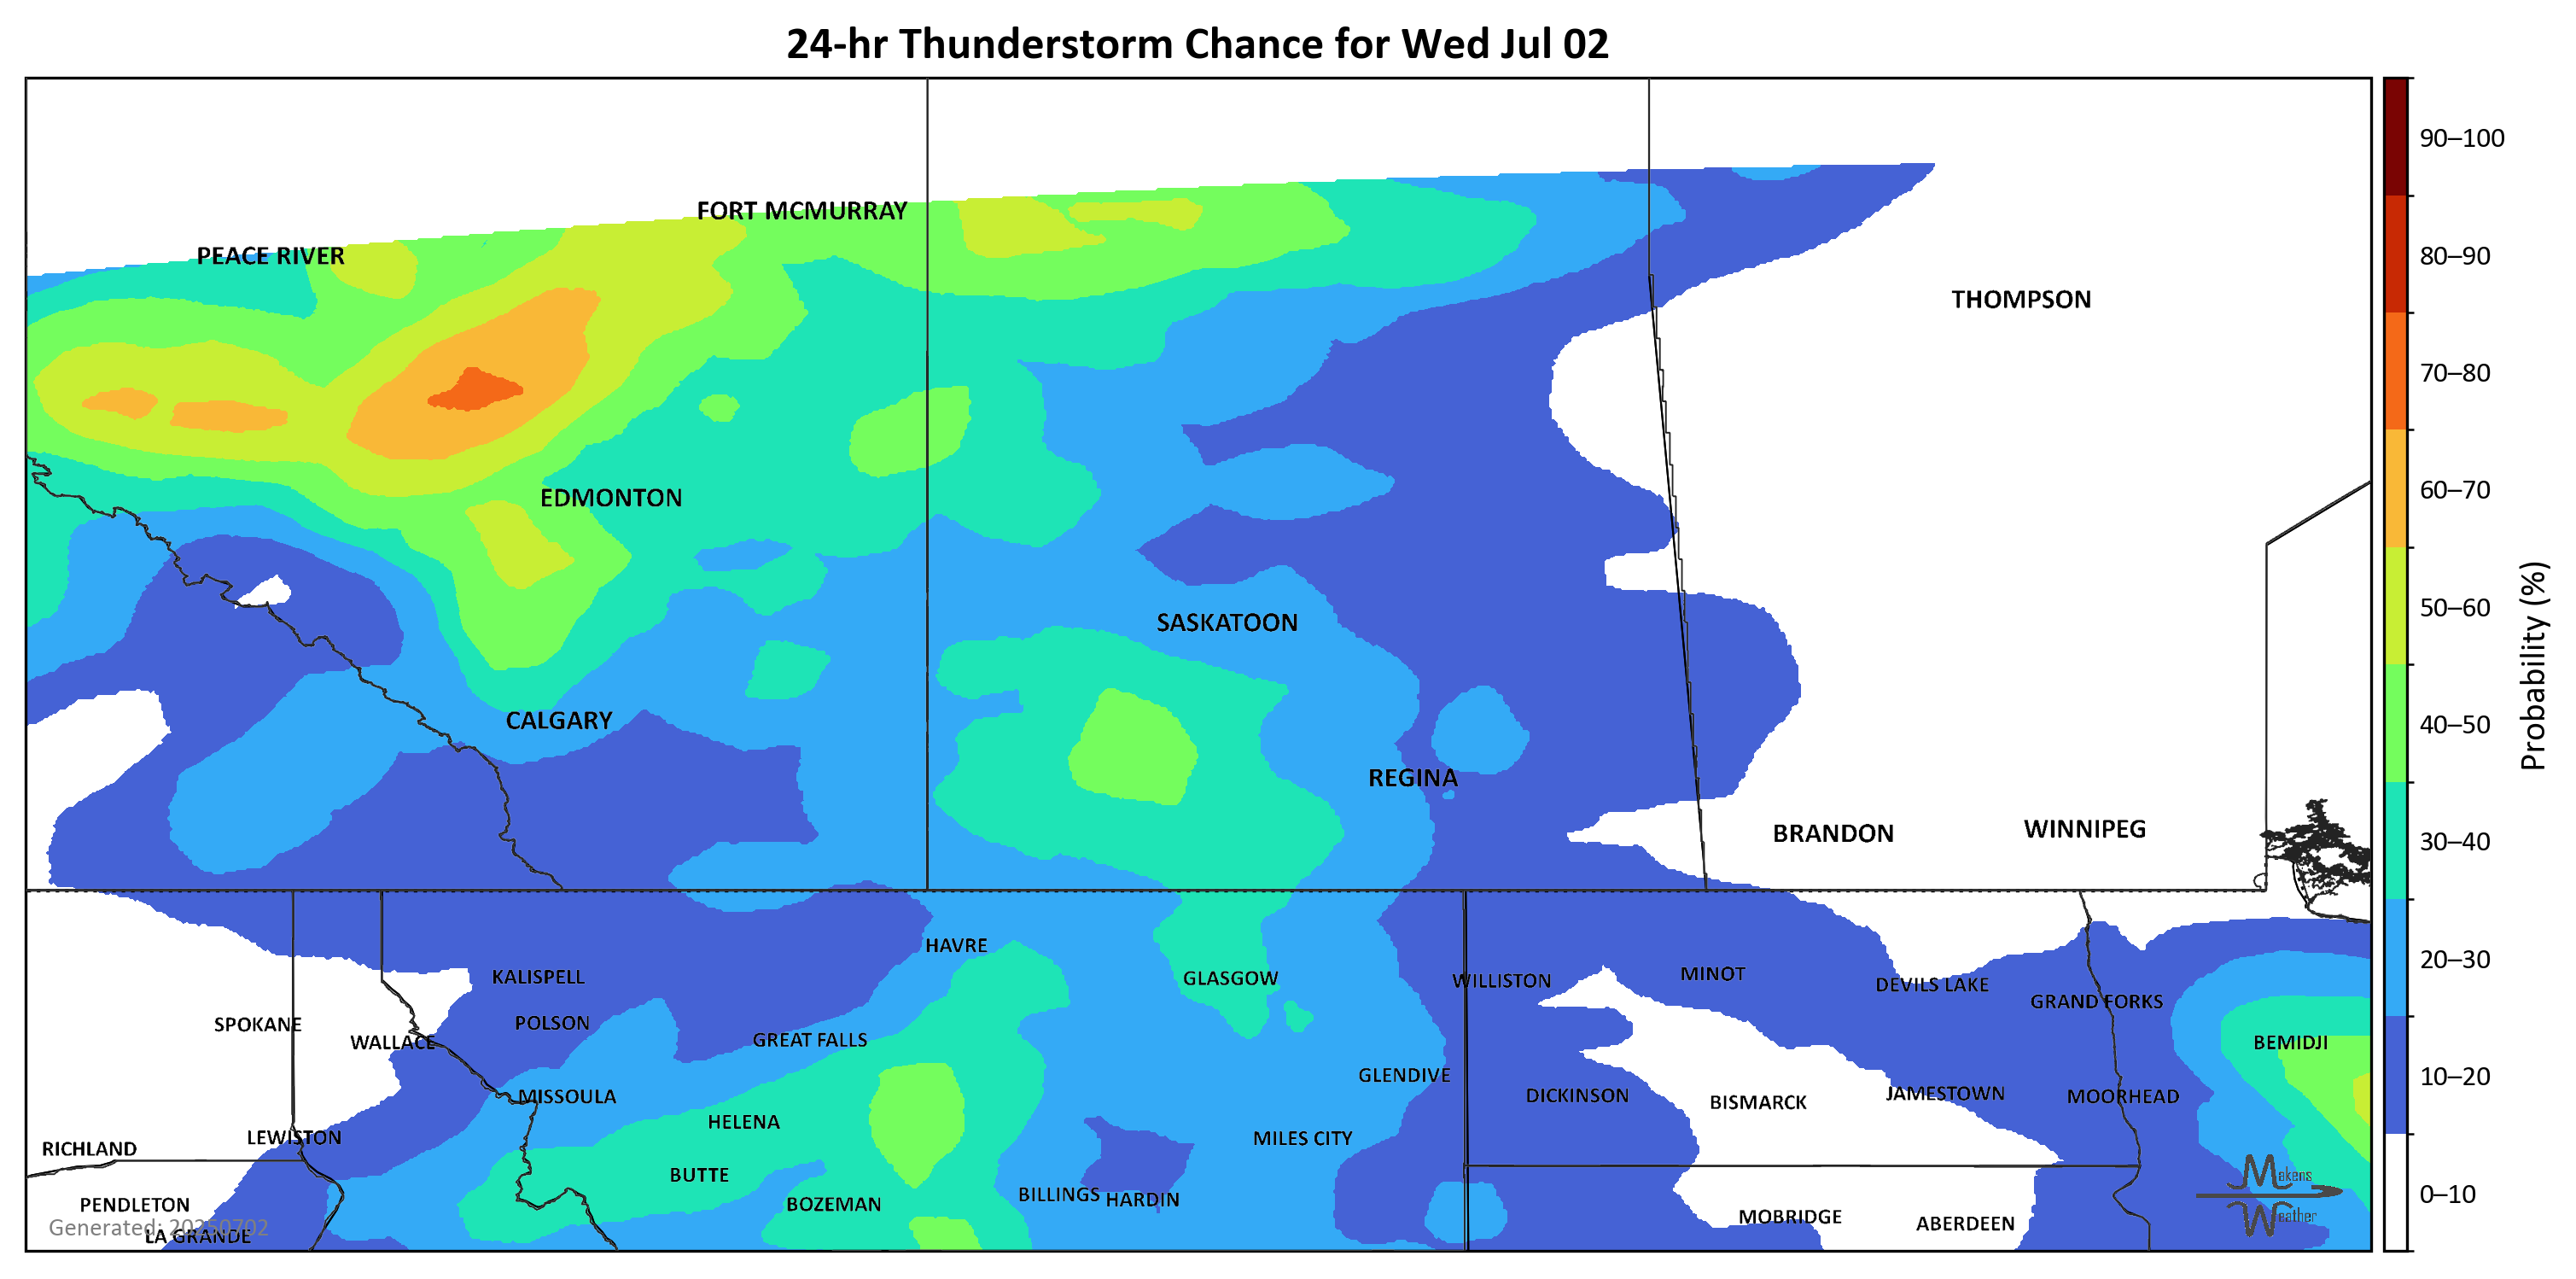 24-hr Thunderstorm Chance for Wed Jul 02
90–100
FORT MCMURRAY
PEACE RIVER
80–90
THOMPSON
70–80
EDMONTON
60–70
50–60
SASKATOON
CALGARY
40–50
Probability (%)
REGINA
BRANDON
WINNIPEG
30–40
HAVRE
20–30
KALISPELL
GLASGOW
WILLISTON
MINOT
DEVILS LAKE
GRAND FORKS
SPOKANE
POLSON
WALLACE
GREAT FALLS
BEMIDJI
GLENDIVE
10–20
MISSOULA
DICKINSON
BISMARCK
JAMESTOWN
MOORHEAD
HELENA
LEWISTON
MILES CITY
RICHLAND
BUTTE
Makens
BILLINGS
HARDIN
0–10
PENDLETON
BOZEMAN
Weather
MOBRIDGE
ABERDEEN
Generated: 20250702
LA GRANDE